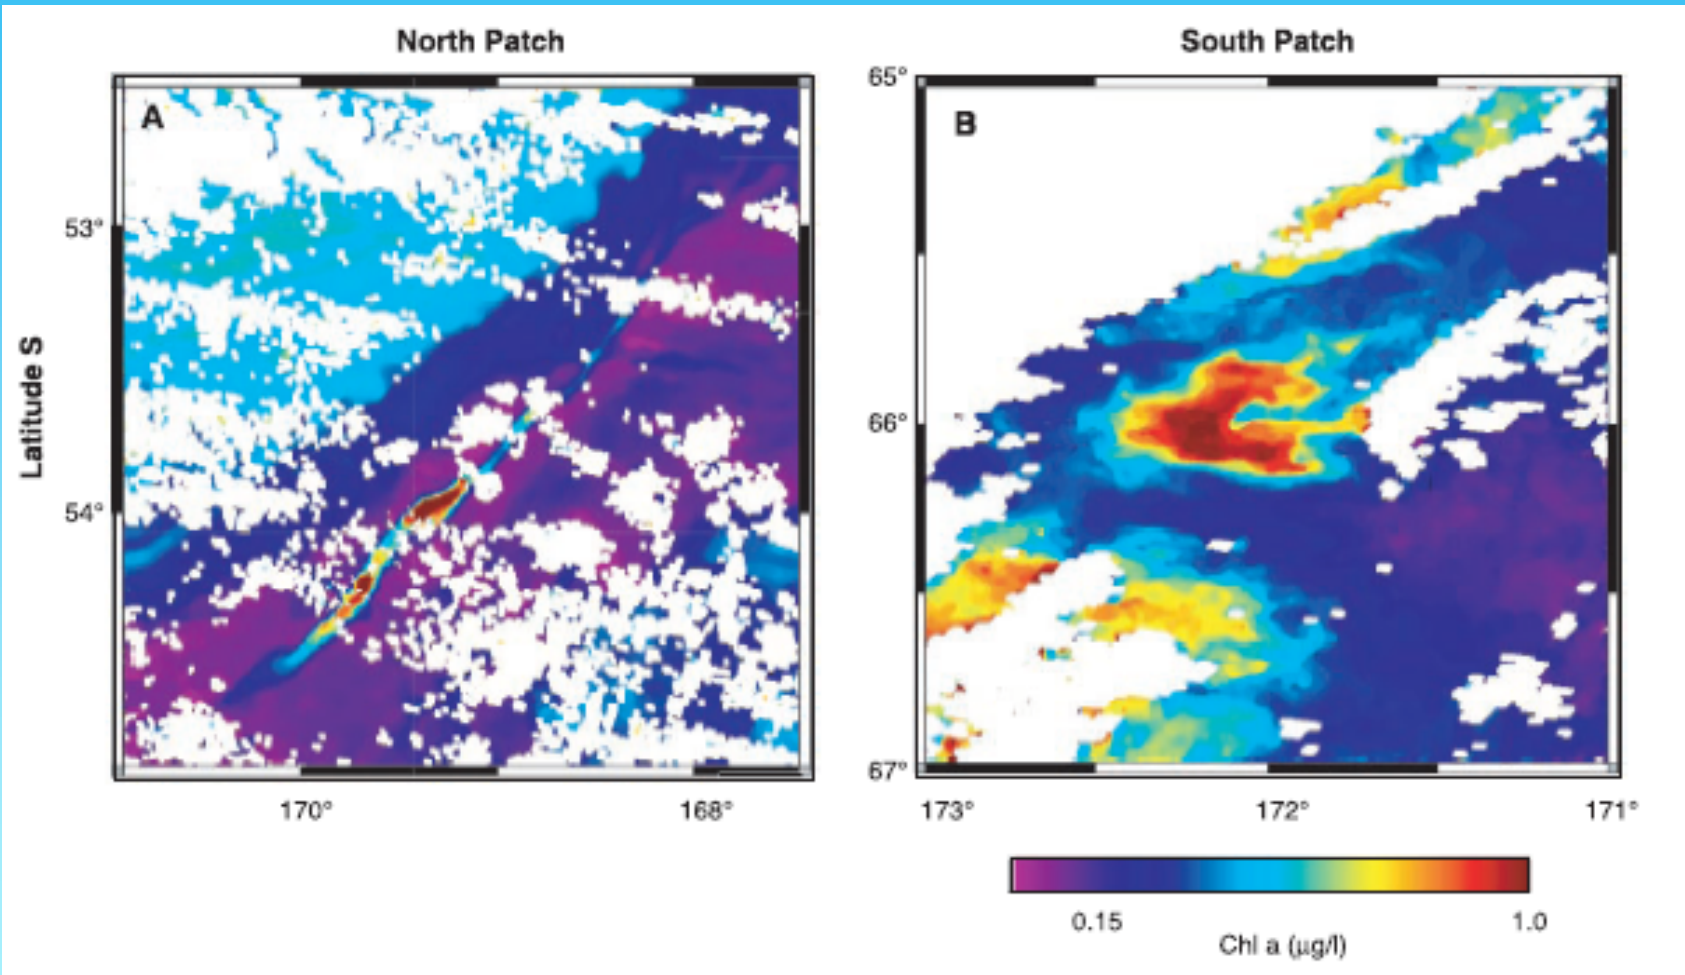 North Patch
South Patch
A
B
Latitude S
53°
54°
65°
66°
67°
170°
168°
173°
172°
171°
0.15
1.0
Chl a (μg/l)